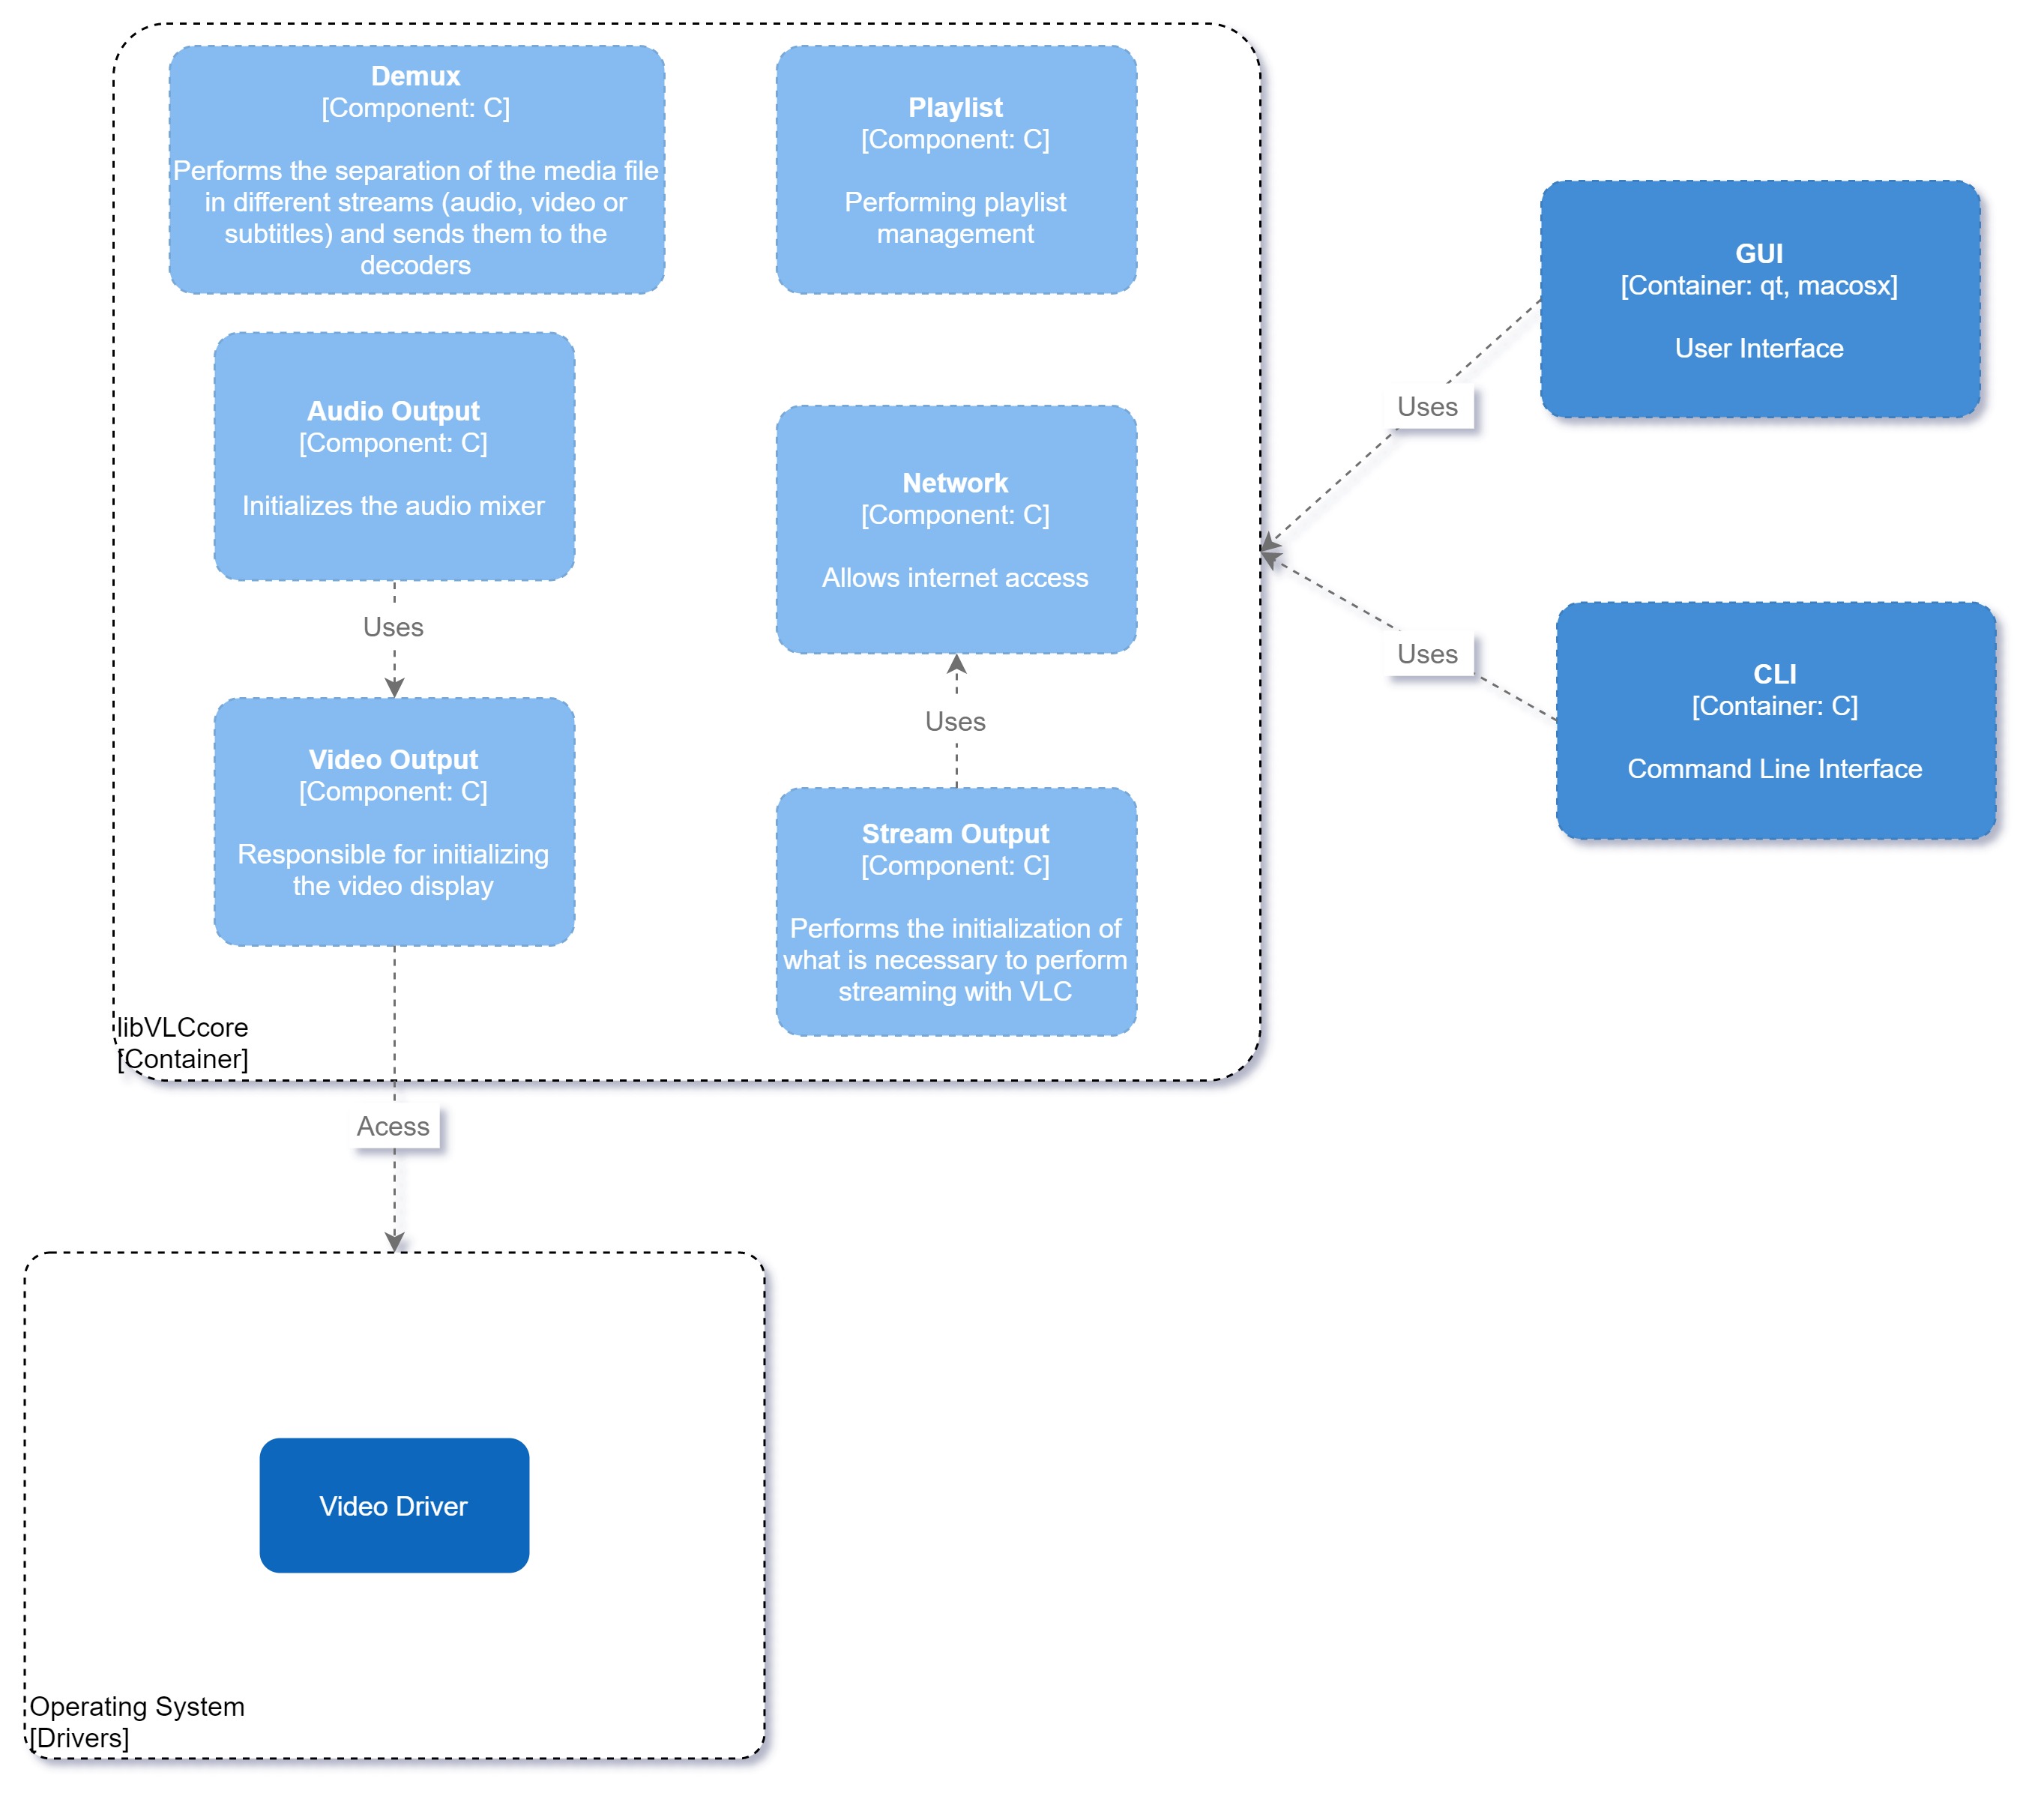 Demux
[Component: C]
Performs the separation of the media file
in different streams (audio, video or
subtitles) and sends them to the
decoders
Playlist
[Component: C]
Performing playlist
management
GUI
[Container: qt, macosx]
User Interface
Uses
Audio Output
[Component: C]
Initializes the audio mixer
Network
[Component: C]
Allows internet access
Uses
Uses
CLI
[Container: C]
Command Line Interface
Video Output
[Component: C]
Responsible for initializing
the video display
Uses
Stream Output
[Component: C]
Performs the initialization of
what is necessary to perform
streaming with VLC
libVLCcore
[Container]
Acess
Video Driver
Operating System
[Drivers]